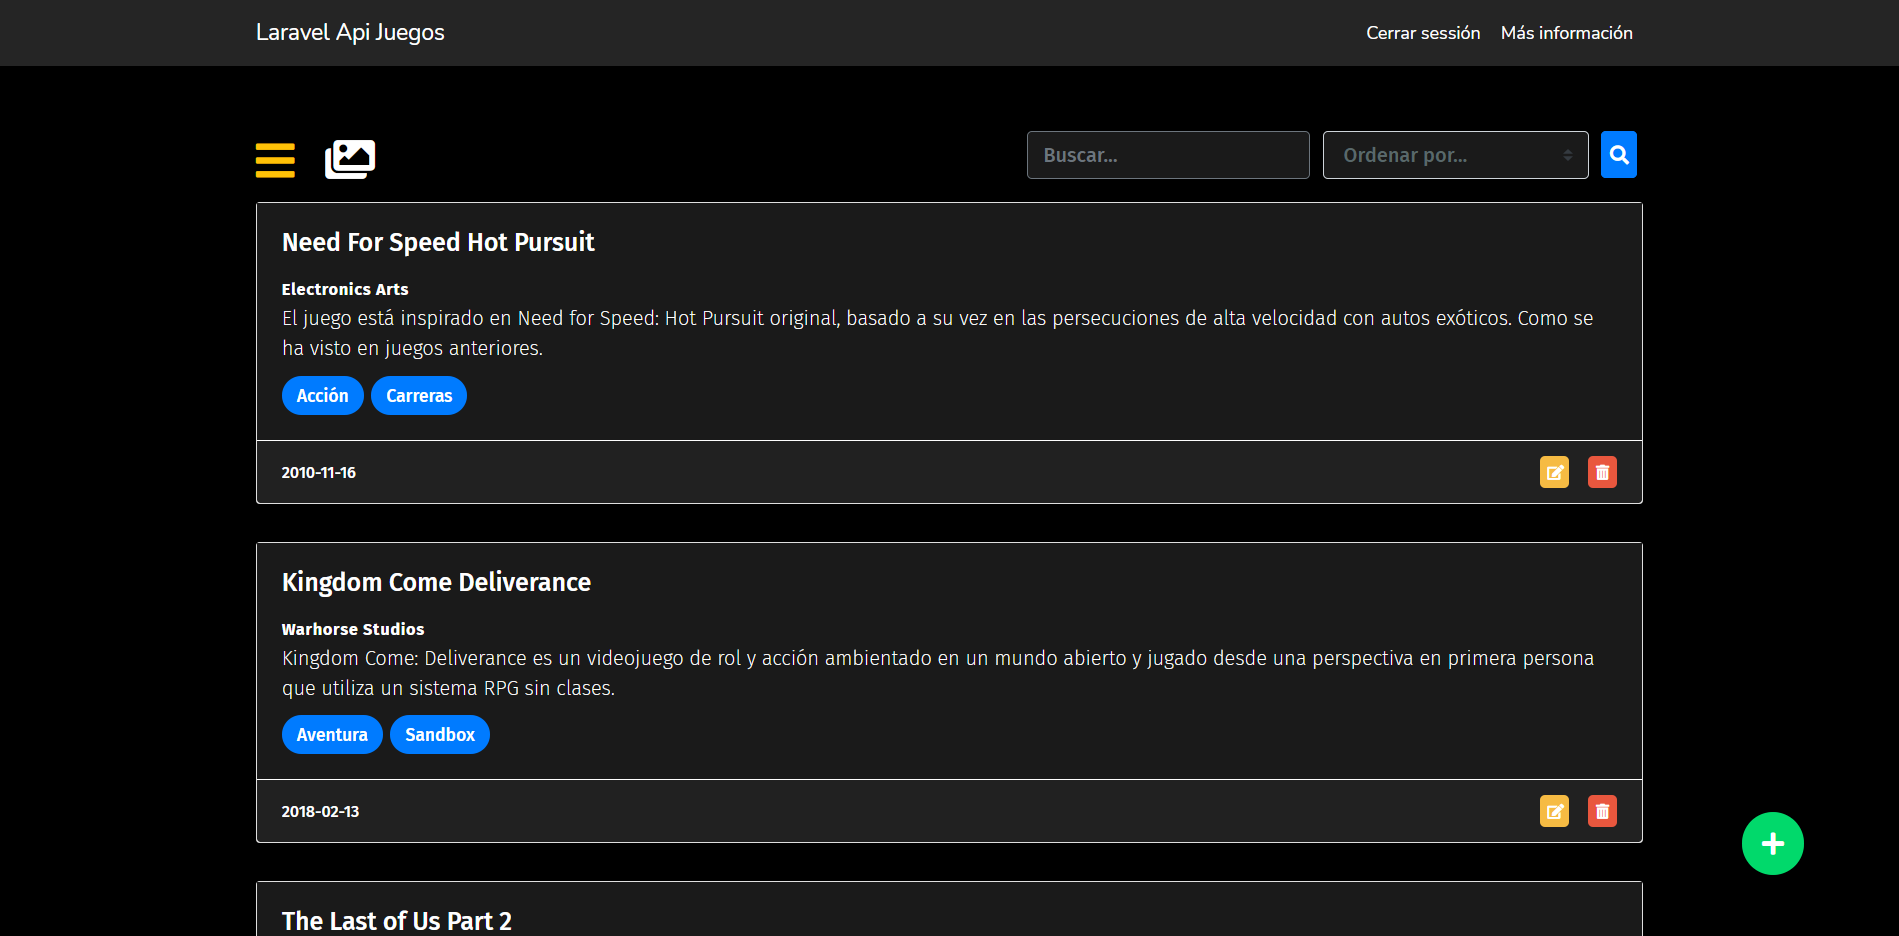 Laravel Api Juegos
Cerrar sessión Más información
Buscar... Ordenar por...
Need For Speed Hot Pursuit
Electronics Arts
El juego está inspirado en Need for Speed: Hot Pursuit original, basado a su vez en las persecuciones de alta velocidad con autos exóticos. Como se
ha visto en juegos anteriores.
Acción Carreras
2010-11-16
Kingdom Come Deliverance
Warhorse Studios
Kingdom Come: Deliverance es un videojuego de rol y acción ambientado en un mundo abierto y jugado desde una perspectiva en primera persona
que utiliza un sistema RPG sin clases.
Aventura Sandbox
2018-02-13
The Last of Us Part 2